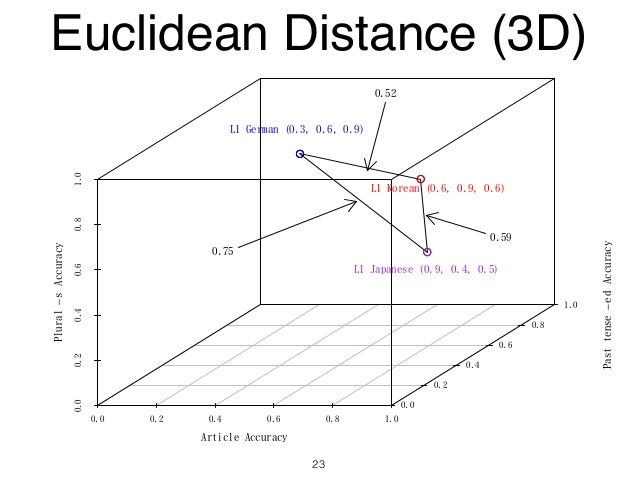 Euclidean Distance (3D)
0.52
LI German (0.3, 0.6, 0.9)
LI Korean (0.6, 0.9, 0.6)
0.75
0.59
LI Japanese (0.9, 0.4, 0.5)
Plural -s Accuracy
0.0 0.2 0.4 0.6 0.8 1.0
Past tense -ed Accuracy
0.0 0.2 0.4 0.6 0.8 1.0
0.0 0.2 0.4 0.6 0.8 1.0
Article Accuracy
23